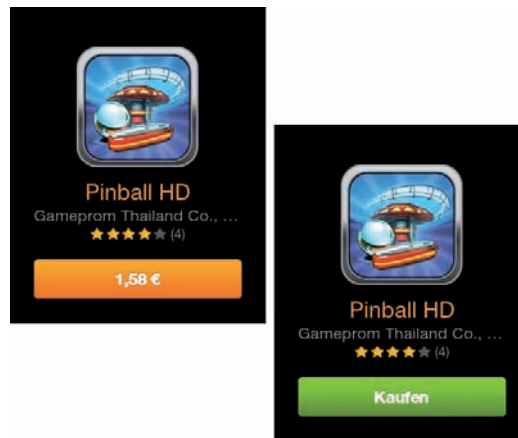 Pinball HD
Gameprom Thailand Co., ...
(4)
1,58 €
Pinball HD
Gameprom Thailand Co., ...
(4)
Kaufen